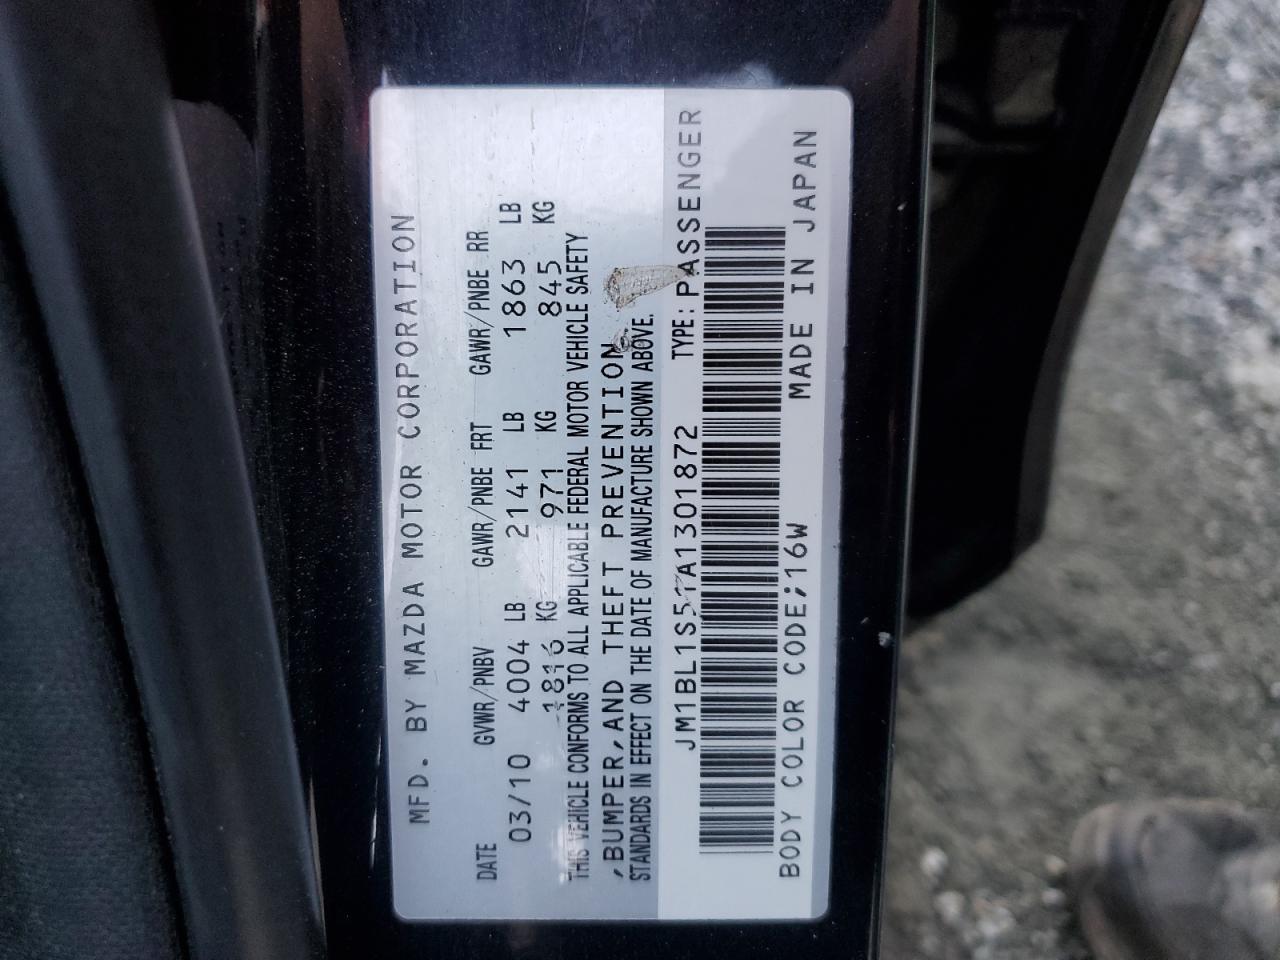 MFD. BY MAZDA MOTOR CORPORATION
DATE GVWR/PNBV GAWR/PNBE FRT GAWR/PNBE RR
03/10 4004 LB 2141 LB 1863 LB
1816 KG 971 KG 845 KG
THIS VEHICLE CONFORMS TO ALL APPLICABLE FEDERAL MOTOR VEHICLE SAFETY
,BUMPER,AND THEFT PREVENTION
STANDARDS IN EFFECT ON THE DATE OF MANUFACTURE SHOWN ABOVE.
JM1BL1S51A1301872 TYPE: PASSENGER
BODY COLOR CODE;16W MADE IN JAPAN